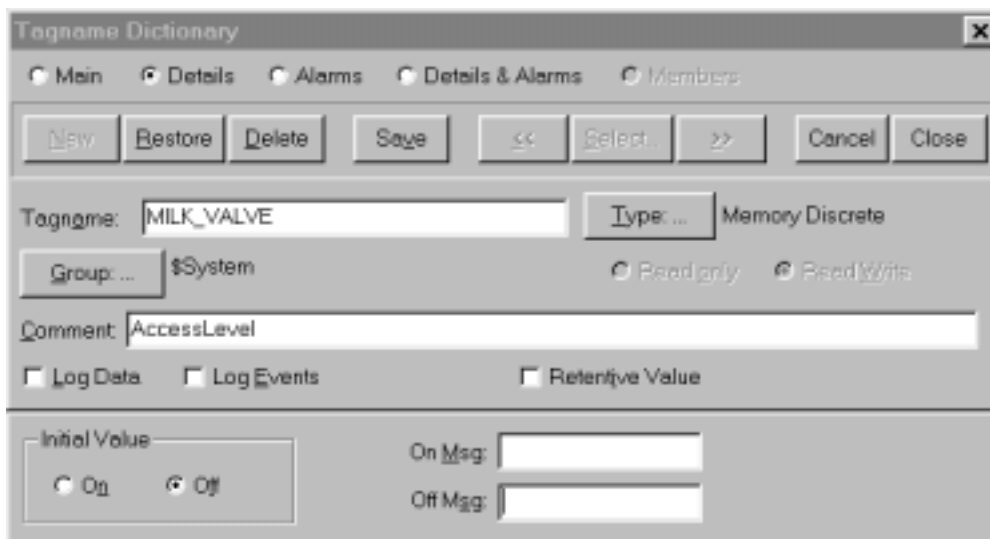 Tagname Dictionary
Main Details Alarms Details & Alarms Members
New Restore Delete Save << Select... >> Cancel Close
Tagname: MILK_VALVE Type: ... Memory Discrete
Group: ... $System Read only Read Write
Comment: AccessLevel
Log Data Log Events Retentive Value
Initial Value
On Msg:
On Off
Off Msg: